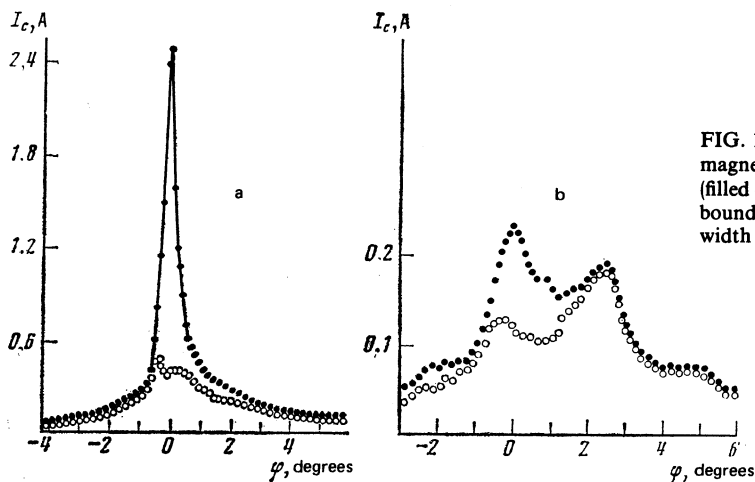 I_c, A
2,4
1.8
1.2
0,6
a
-4
-2
0
2
4
φ, degrees
I_c, A
0.2
0,1
b
-2
0
2
4
6
φ, degrees
FIG.
magne
(filled
bound
width